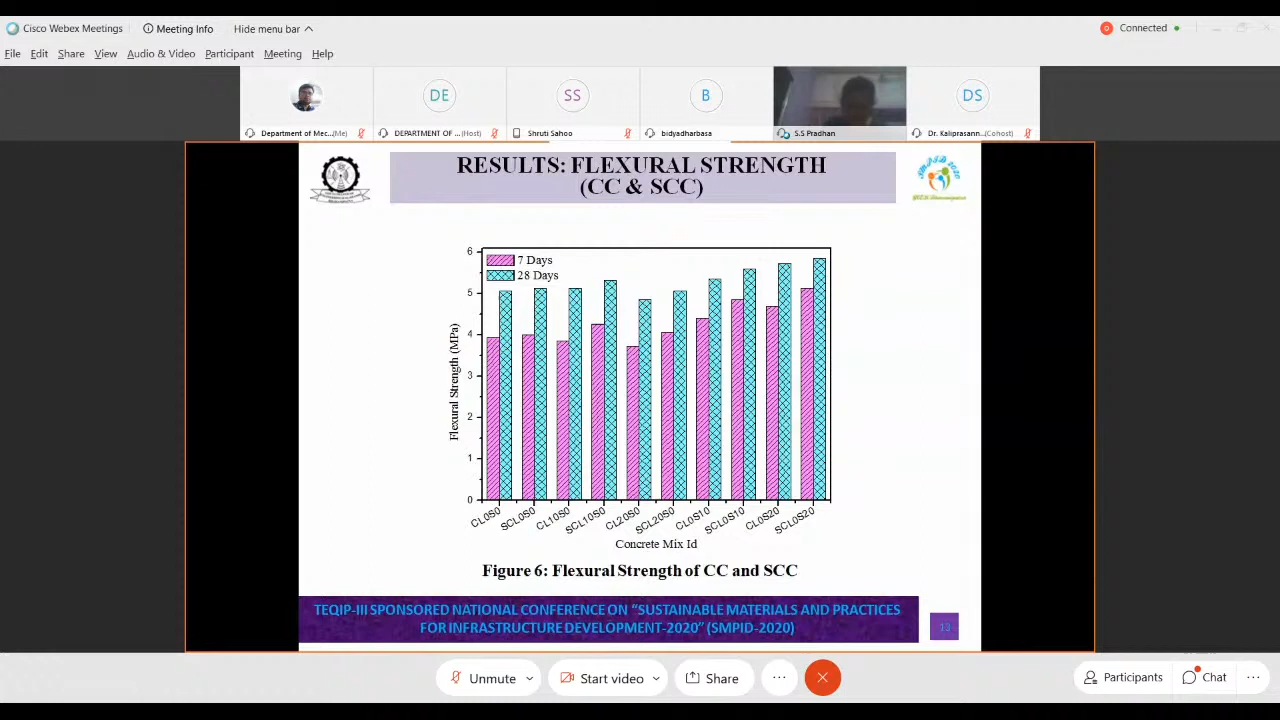 Cisco Webex Meetings
Meeting Info
Hide menu bar
Connected
File Edit Share View Audio & Video Participant Meeting Help
DE
SS
B
DS
Department of Mec... (Me)
DEPARTMENT OF ... (Host)
Shruti Sahoo
bidyadharbasa
S.S Pradhan
Dr. Kaliprasann... (Cohost)
RESULTS: FLEXURAL STRENGTH
(CC & SCC)
SMPID 2020
7 Days
28 Days
6
5
4
3
2
1
0
Flexural Strength (MPa)
CL0S0
SCL0S0
CL10S0
SCL10S0
CL20S0
SCL20S0
CL0S10
SCL0S10
CL0S20
SCL0S20
Concrete Mix Id
Figure 6: Flexural Strength of CC and SCC
TEQIP-III SPONSORED NATIONAL CONFERENCE ON “SUSTAINABLE MATERIALS AND PRACTICES
FOR INFRASTRUCTURE DEVELOPMENT-2020” (SMPID-2020)
13
Unmute
Start video
Share
Participants
Chat